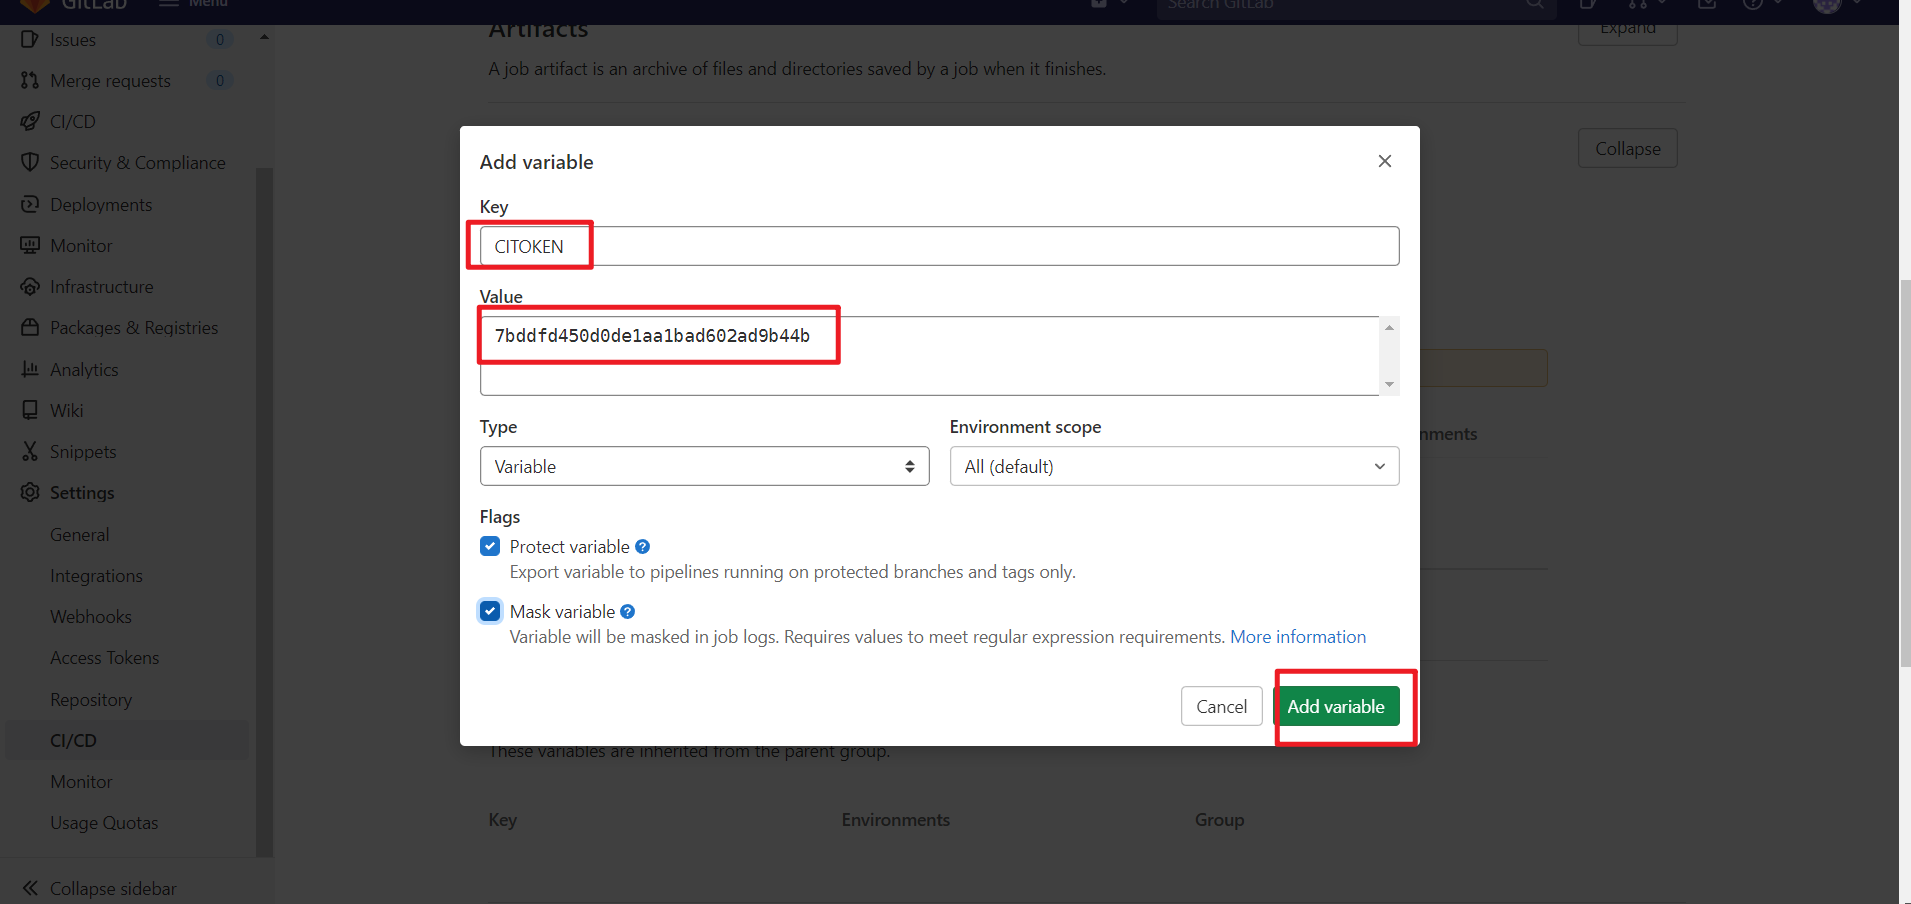 GitLab
Menu
Search GitLab
Issues 0
Merge requests 0
CI/CD
Security & Compliance
Deployments
Monitor
Infrastructure
Packages & Registries
Analytics
Wiki
Snippets
Settings
General
Integrations
Webhooks
Access Tokens
Repository
CI/CD
Monitor
Usage Quotas
Collapse sidebar
Artifacts
Expand
A job artifact is an archive of files and directories saved by a job when it finishes.
Collapse
Add variable
Key
CITOKEN
Value
7bddfd450d0de1aa1bad602ad9b44b
Type
Environment scope
Variable
All (default)
Flags
Protect variable
Export variable to pipelines running on protected branches and tags only.
Mask variable
Variable will be masked in job logs. Requires values to meet regular expression requirements. More information
Cancel
Add variable
nments
These variables are inherited from the parent group.
Key Environments Group